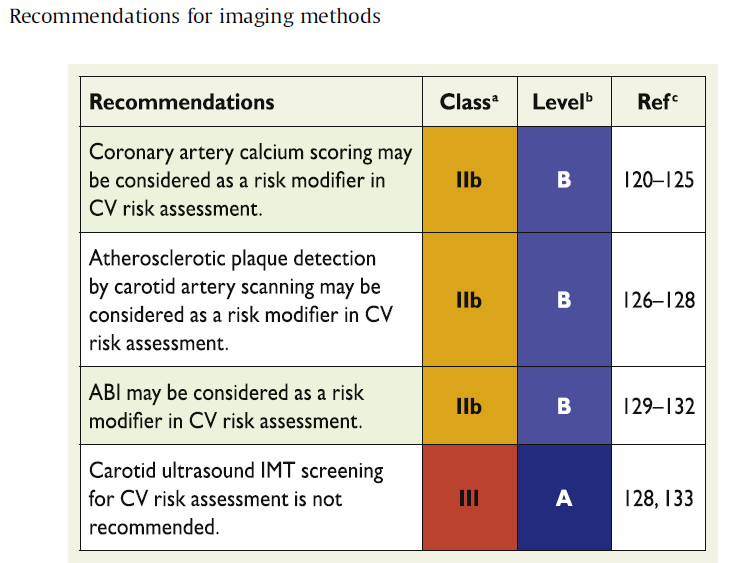 Recommendations for imaging methods
Recommendations Classᵃ Levelᵇ Refᶜ
Coronary artery calcium scoring may
be considered as a risk modifier in
CV risk assessment.
IIb B 120–125
Atherosclerotic plaque detection
by carotid artery scanning may be
considered as a risk modifier in CV
risk assessment.
IIb B 126–128
ABI may be considered as a risk
modifier in CV risk assessment.
IIb B 129–132
Carotid ultrasound IMT screening
for CV risk assessment is not
recommended.
III A 128, 133